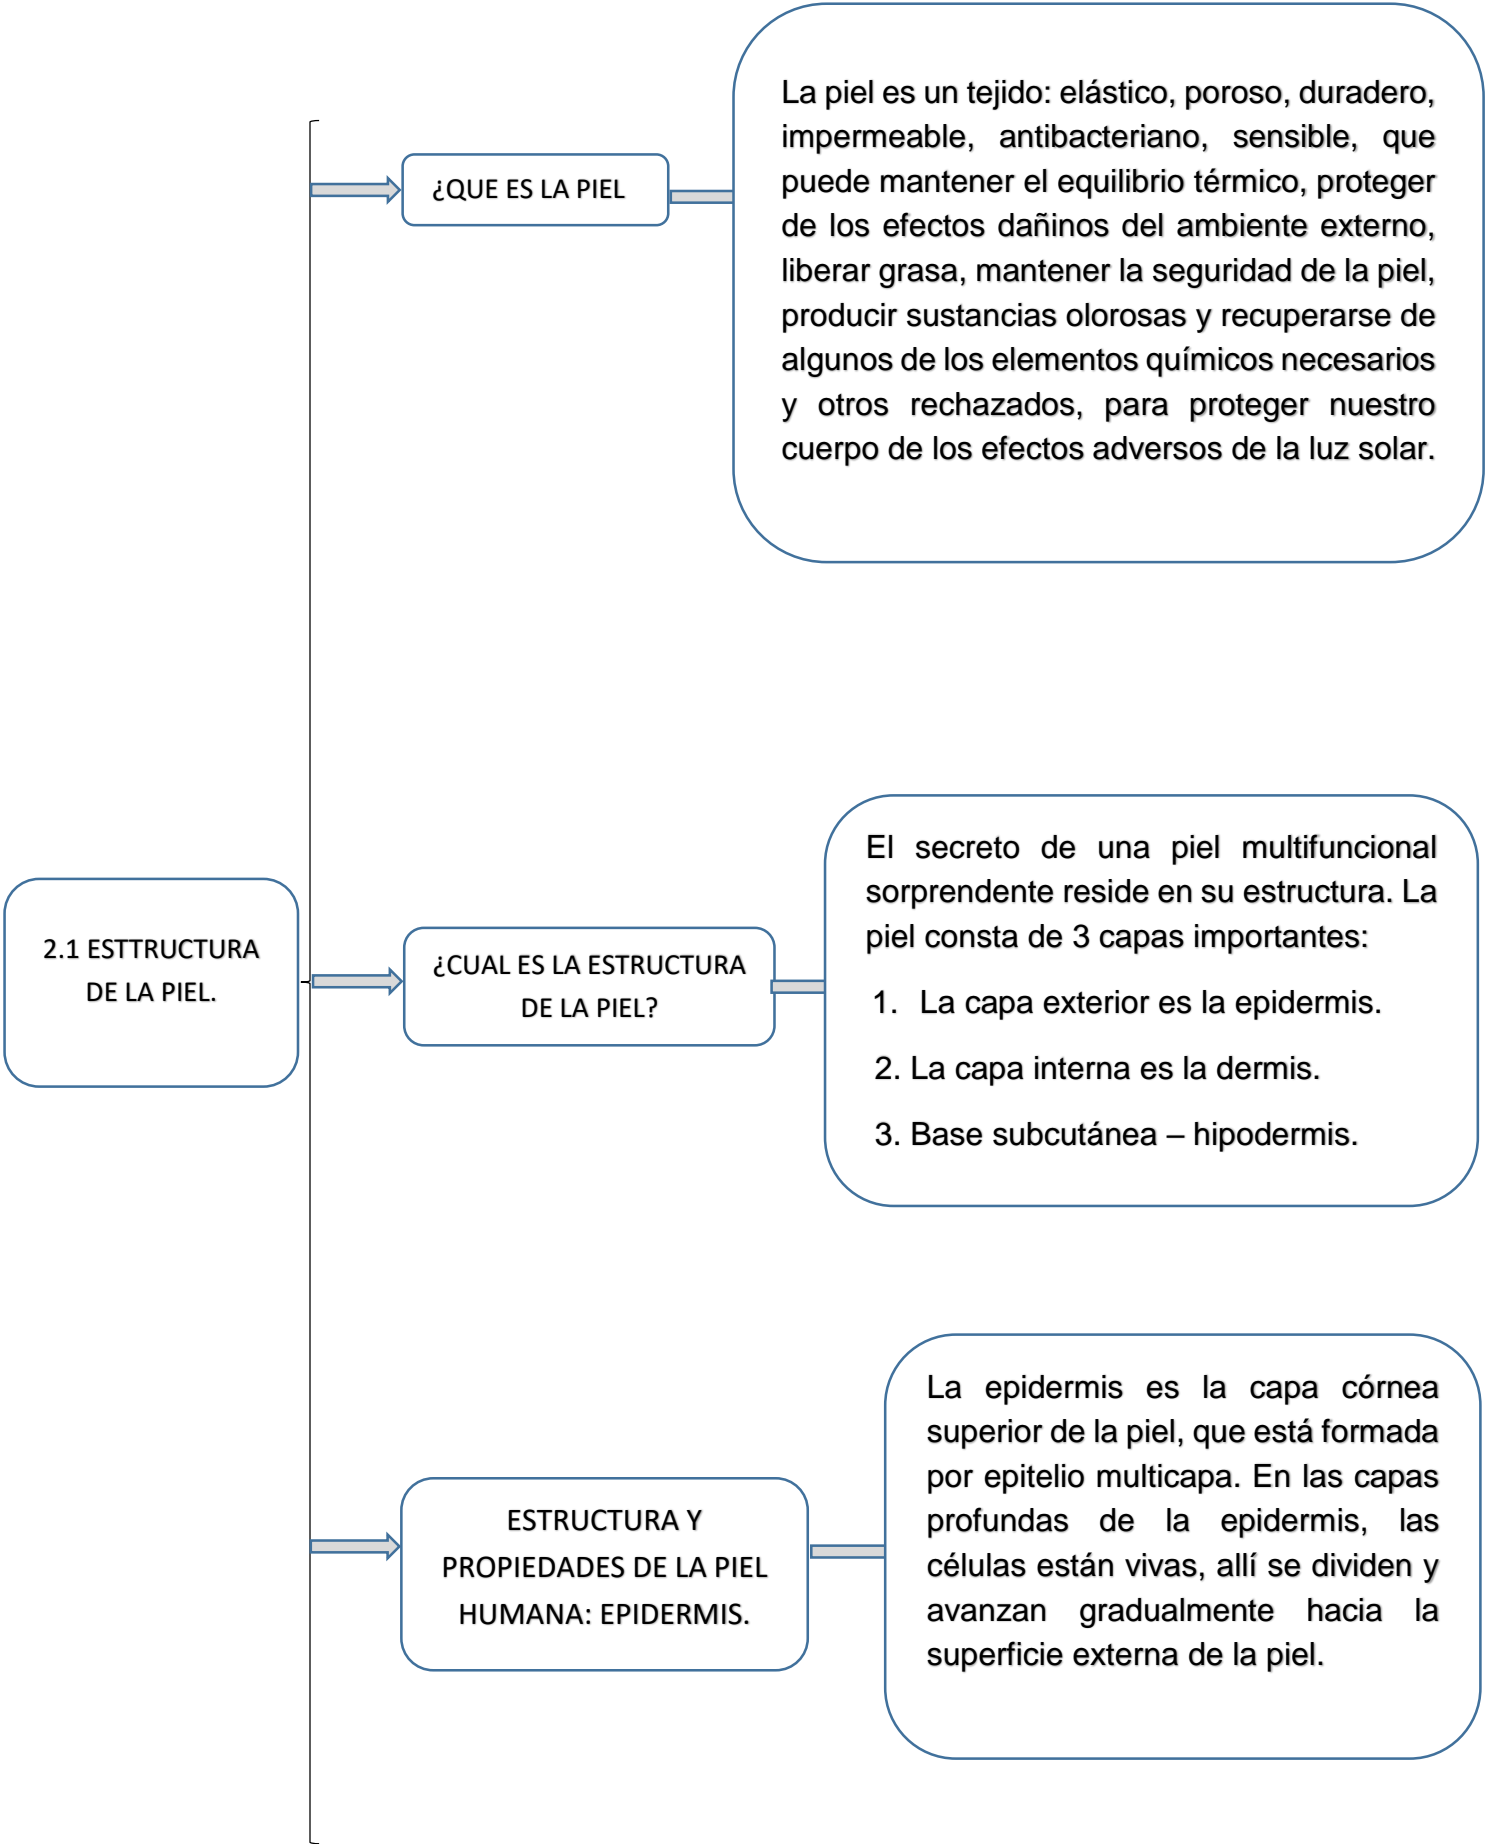 2.1 ESTTRUCTURA
DE LA PIEL.
¿QUE ES LA PIEL
La piel es un tejido: elástico, poroso, duradero,
impermeable, antibacteriano, sensible, que
puede mantener el equilibrio térmico, proteger
de los efectos dañinos del ambiente externo,
liberar grasa, mantener la seguridad de la piel,
producir sustancias olorosas y recuperarse de
algunos de los elementos químicos necesarios
y otros rechazados, para proteger nuestro
cuerpo de los efectos adversos de la luz solar.
¿CUAL ES LA ESTRUCTURA
DE LA PIEL?
El secreto de una piel multifuncional
sorprendente reside en su estructura. La
piel consta de 3 capas importantes:
1. La capa exterior es la epidermis.
2. La capa interna es la dermis.
3. Base subcutánea – hipodermis.
ESTRUCTURA Y
PROPIEDADES DE LA PIEL
HUMANA: EPIDERMIS.
La epidermis es la capa córnea
superior de la piel, que está formada
por epitelio multicapa. En las capas
profundas de la epidermis, las
células están vivas, allí se dividen y
avanzan gradualmente hacia la
superficie externa de la piel.